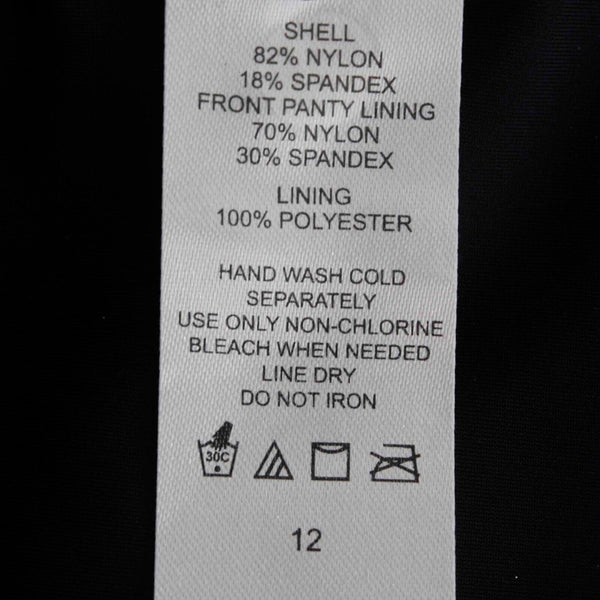 SHELL
82% NYLON
18% SPANDEX
FRONT PANTY LINING
70% NYLON
30% SPANDEX
LINING
100% POLYESTER
HAND WASH COLD
SEPARATELY
USE ONLY NON-CHLORINE
BLEACH WHEN NEEDED
LINE DRY
DO NOT IRON
30C
12